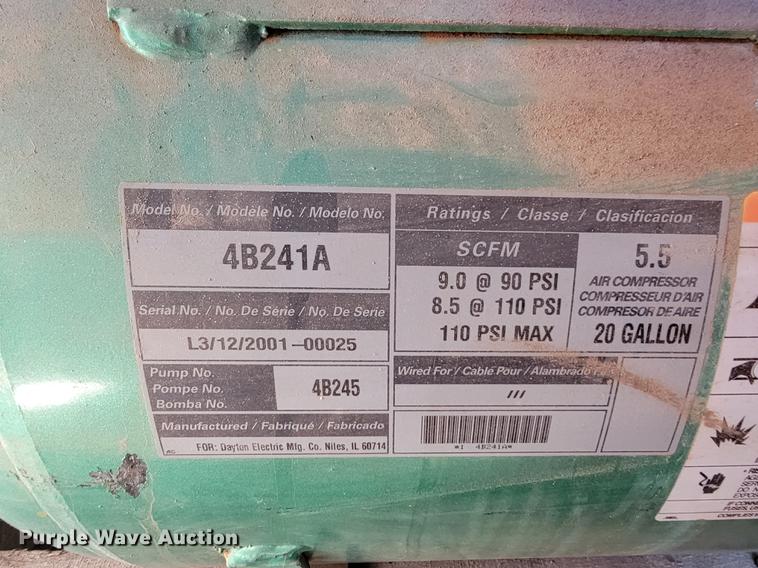 Model No. / Modèle No. / Modelo No.
4B241A
Serial No. / No. De Série / No. De Serie
L3/12/2001-00025
Pump No.
Pompe No.
Bomba No.
4B245
Manufactured / Fabriqué / Fabricado
FOR: Dayton Electric Mfg. Co. Niles, IL 60714
Ratings / Classe / Clasificacion
SCFM
9.0 @ 90 PSI
8.5 @ 110 PSI
110 PSI MAX
5.5
AIR COMPRESSOR
COMPRESSEUR D'AIR
COMPRESOR DE AIRE
20 GALLON
Wired For / Cable Pour / Alambrado
///
*1 4B241A*
Purple Wave Auction